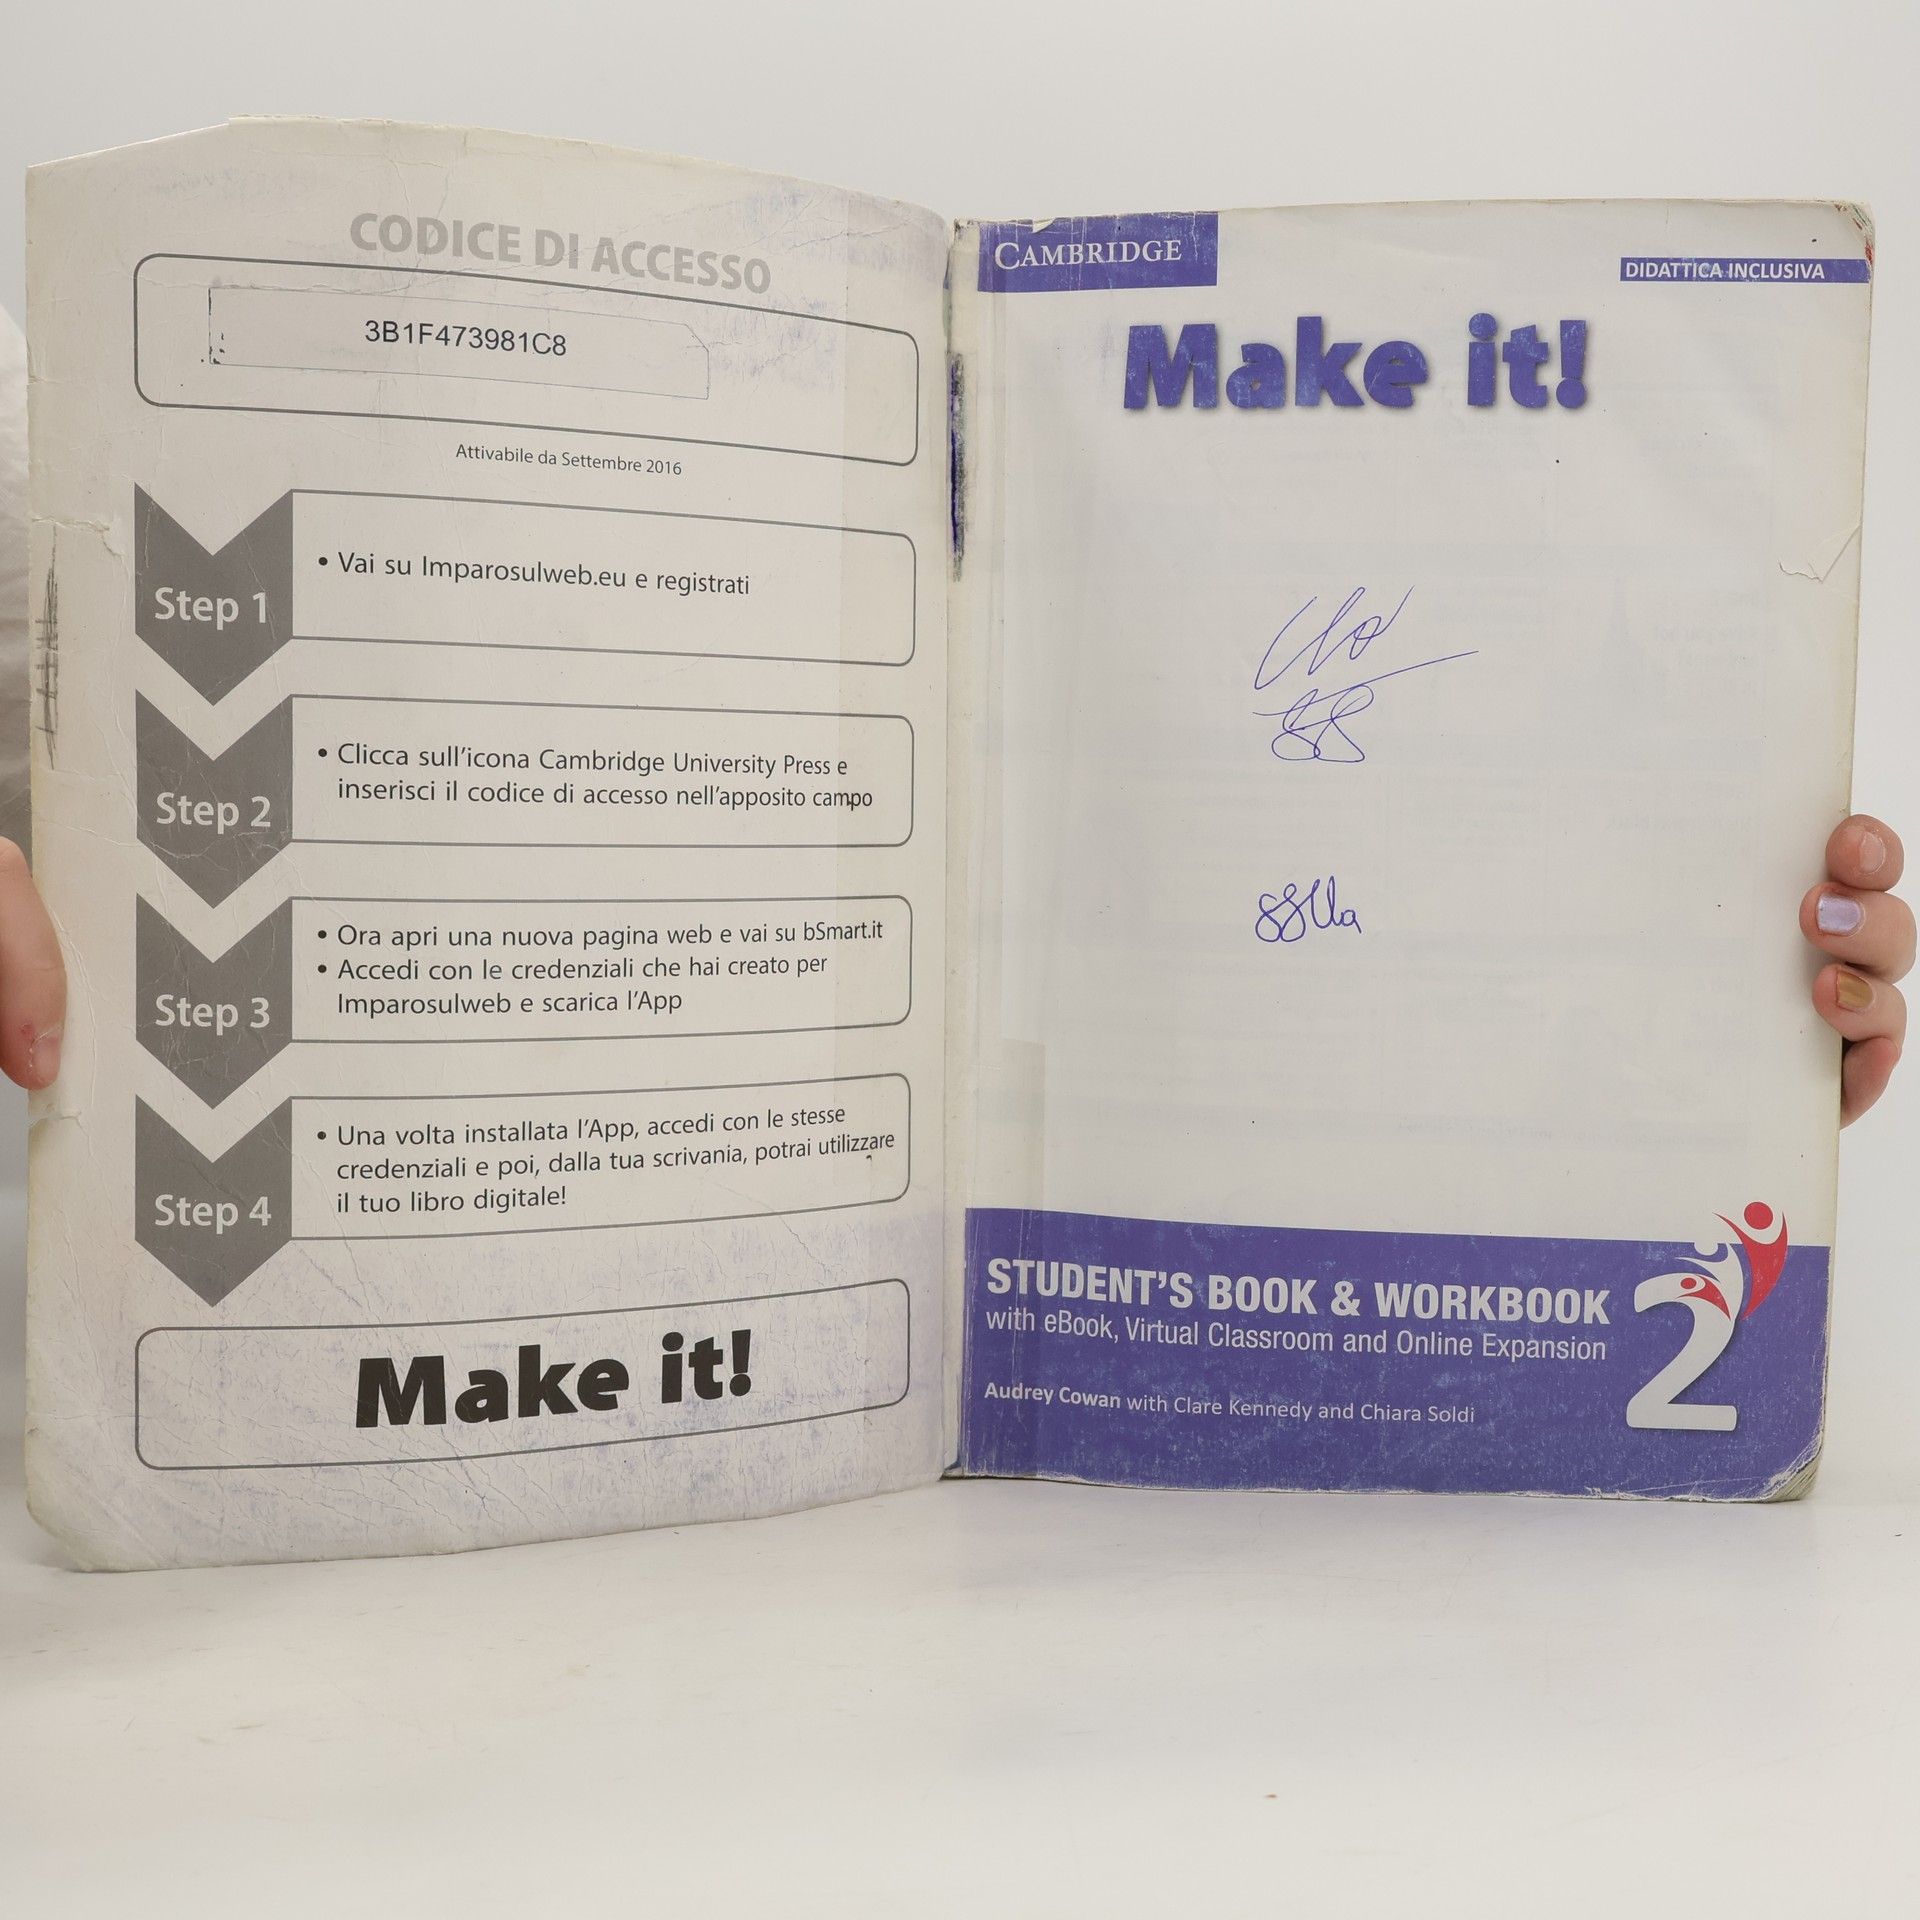 CODICE DI ACCESSO
3B1F473981C8
Attivabile da Settembre 2016
Step 1
• Vai su Imparosulweb.eu e registrati
Step 2
• Clicca sull'icona Cambridge University Press e
inserisci il codice di accesso nell'apposito campo
Step 3
• Ora apri una nuova pagina web e vai su bSmart.it
• Accedi con le credenziali che hai creato per
Imparosulweb e scarica l'App
Step 4
• Una volta installata l'App, accedi con le stesse
credenziali e poi, dalla tua scrivania, potrai utilizzare
il tuo libro digitale!
Make it!
CAMBRIDGE
DIDATTICA INCLUSIVA
Make it!
STUDENT'S BOOK & WORKBOOK
with eBook, Virtual Classroom and Online Expansion
Audrey Cowan with Clare Kennedy and Chiara Soldi
2